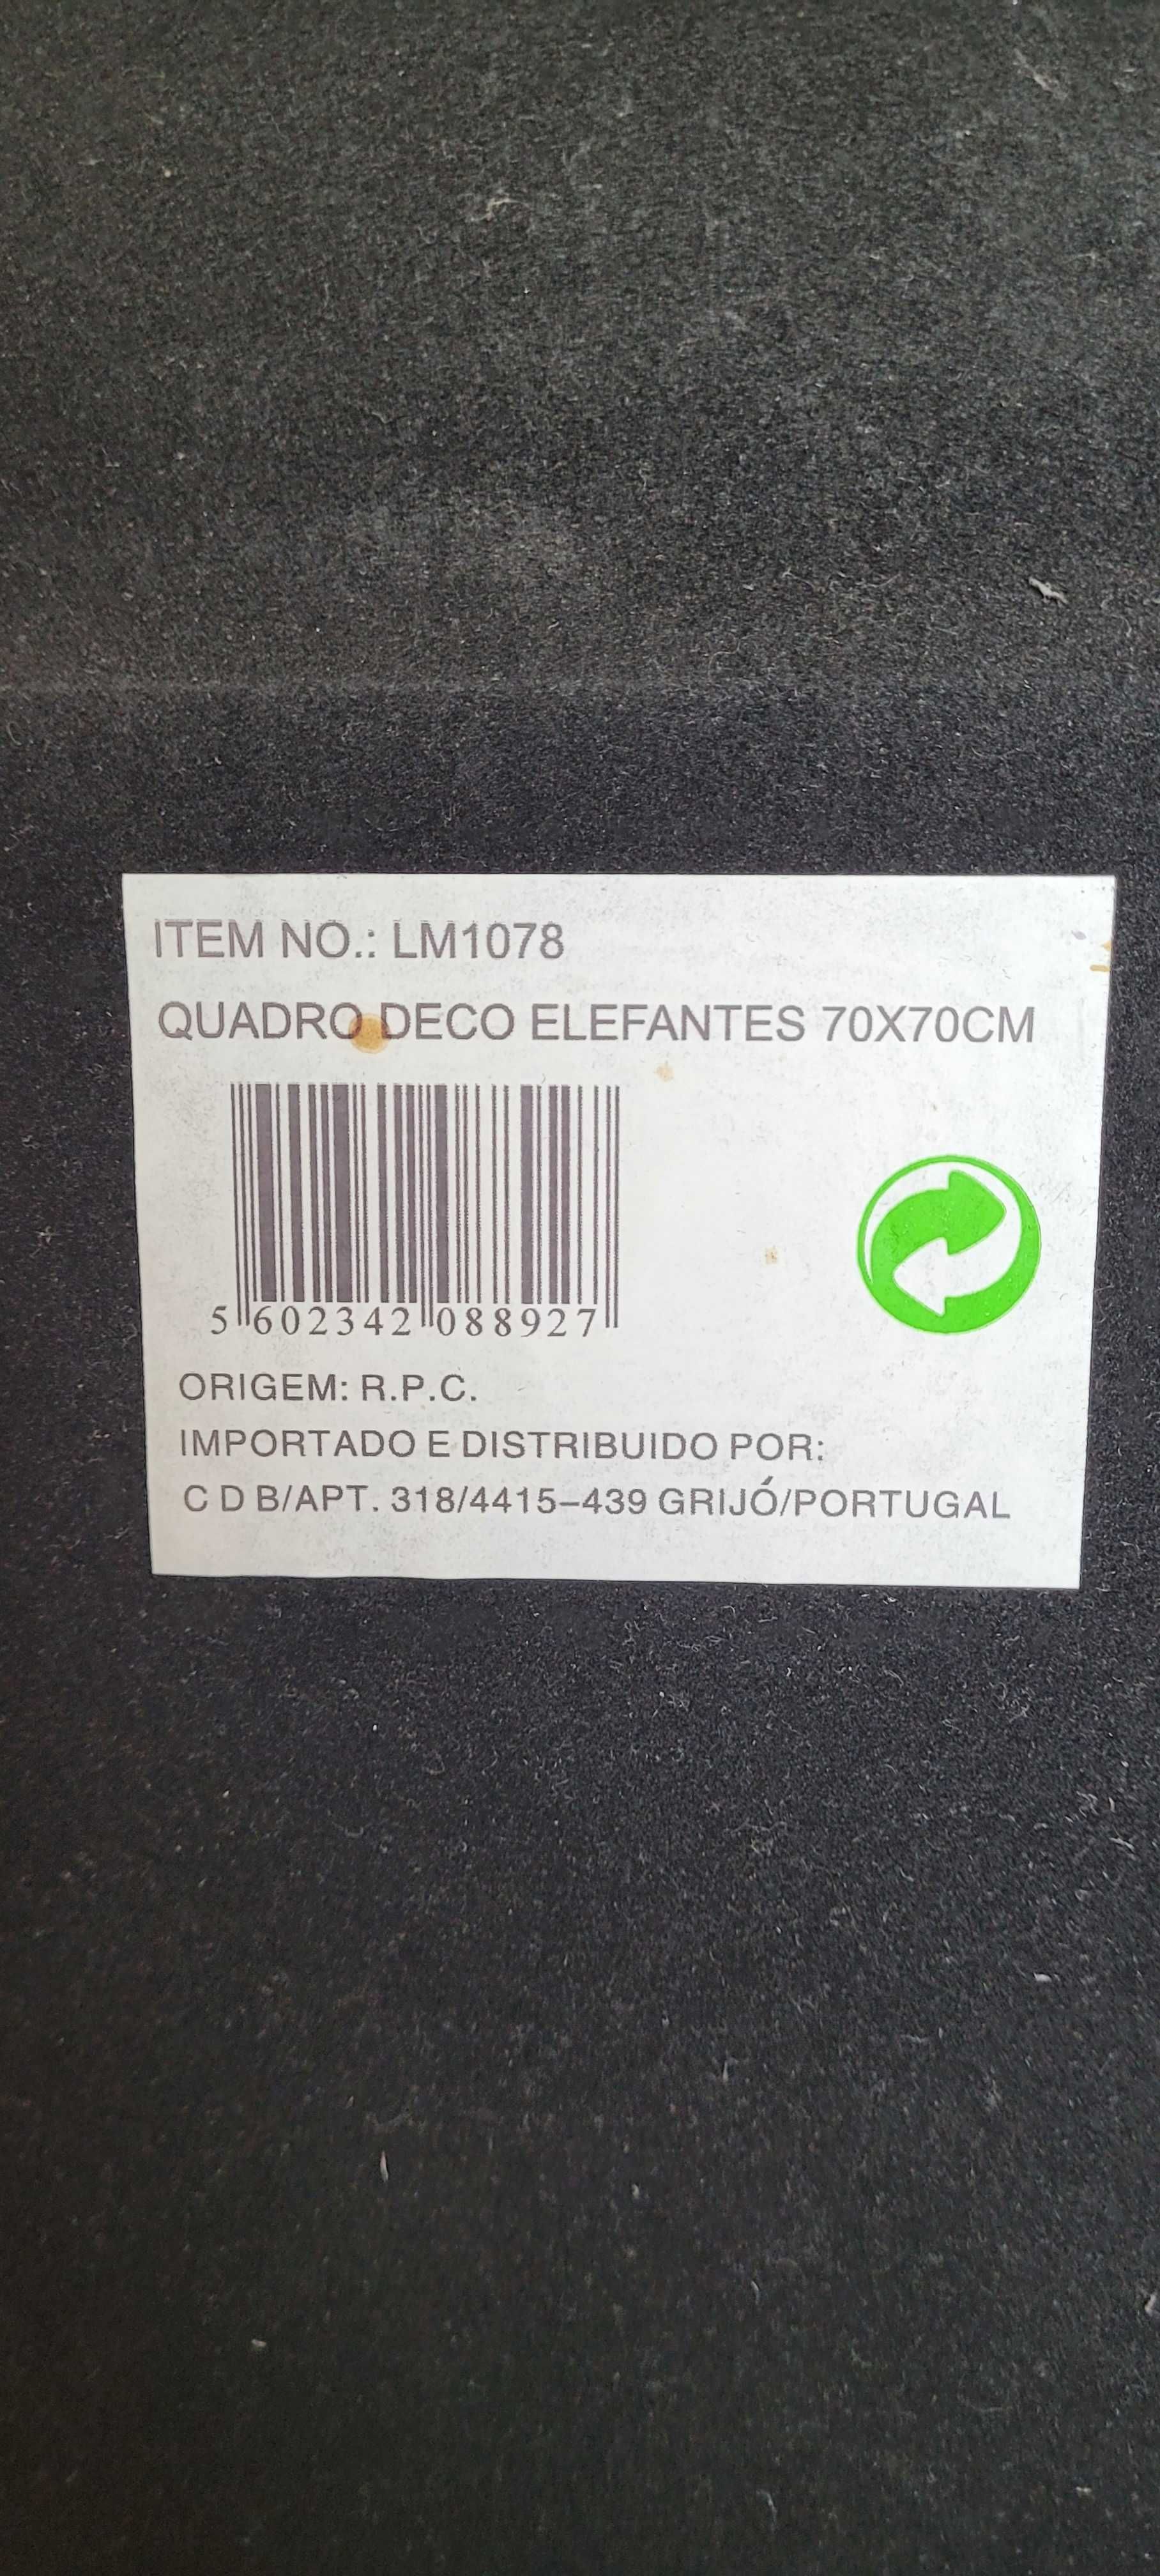 ITEM NO.: LM1078
QUADRO DECO ELEFANTES 70X70CM
5 602342 088927
ORIGEM: R.P.C.
IMPORTADO E DISTRIBUIDO POR:
C D B/APT. 318/4415-439 GRIJÓ/PORTUGAL